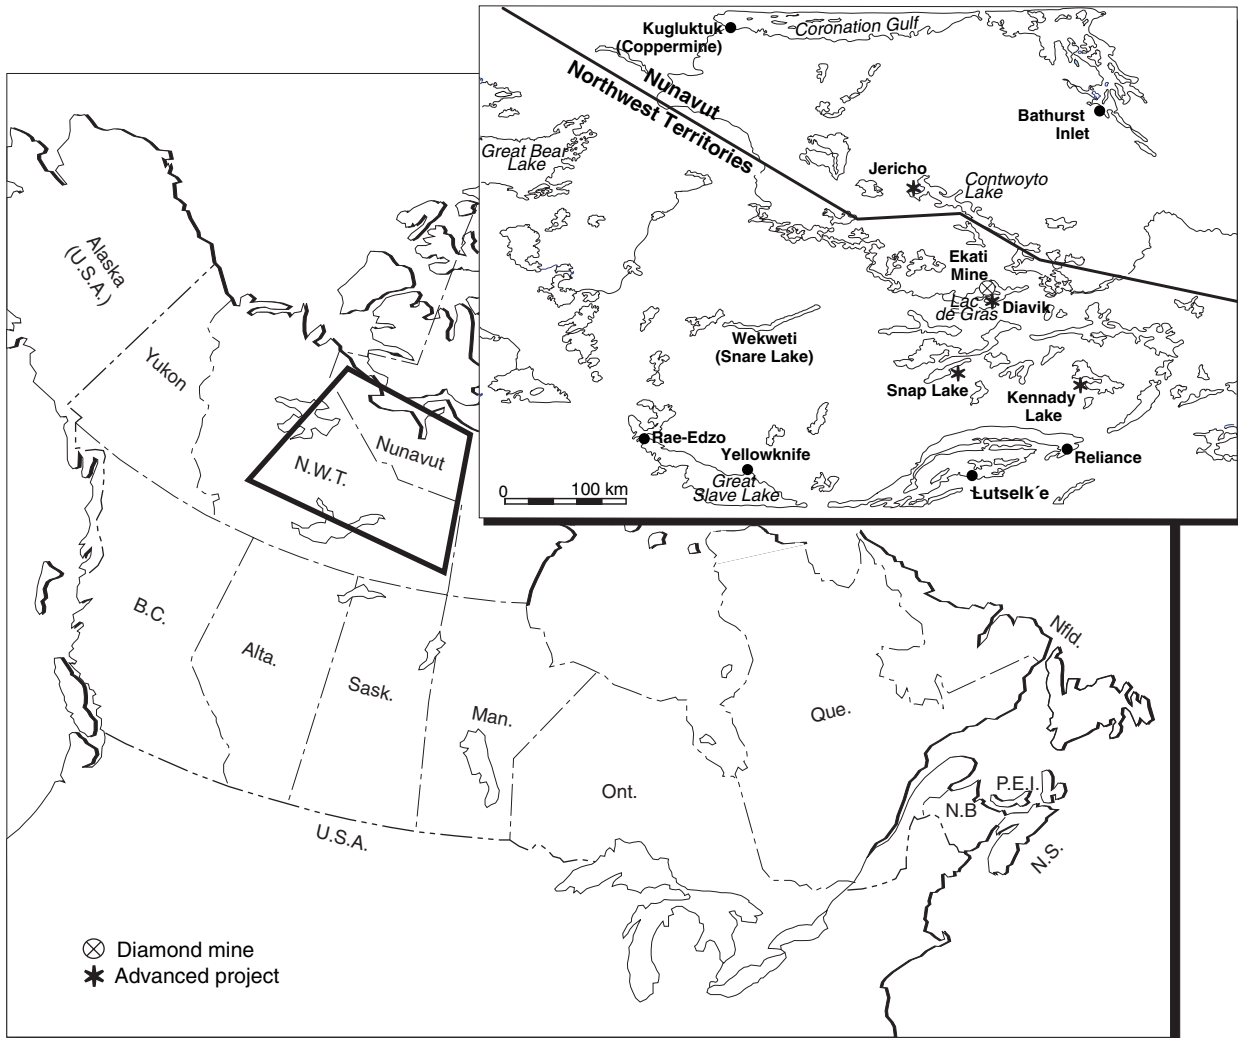 Kugluktuk
(Coppermine)
Coronation Gulf
Nunavut
Northwest Territories
Bathurst
Inlet
Great Bear
Lake
Jericho
Contwoyto
Lake
Ekati
Mine
Lac
de Gras
Diavik
Wekweti
(Snare Lake)
Snap Lake
Kennady
Lake
Rae-Edzo
Yellowknife
Great
Slave Lake
Reliance
Łutselk´e
0 100 km
Alaska
(U.S.A.)
Yukon
N.W.T.
Nunavut
B.C.
Alta.
Sask.
Man.
Ont.
Que.
Nfld.
P.E.I.
N.B
N.S.
U.S.A.
Diamond mine
Advanced project